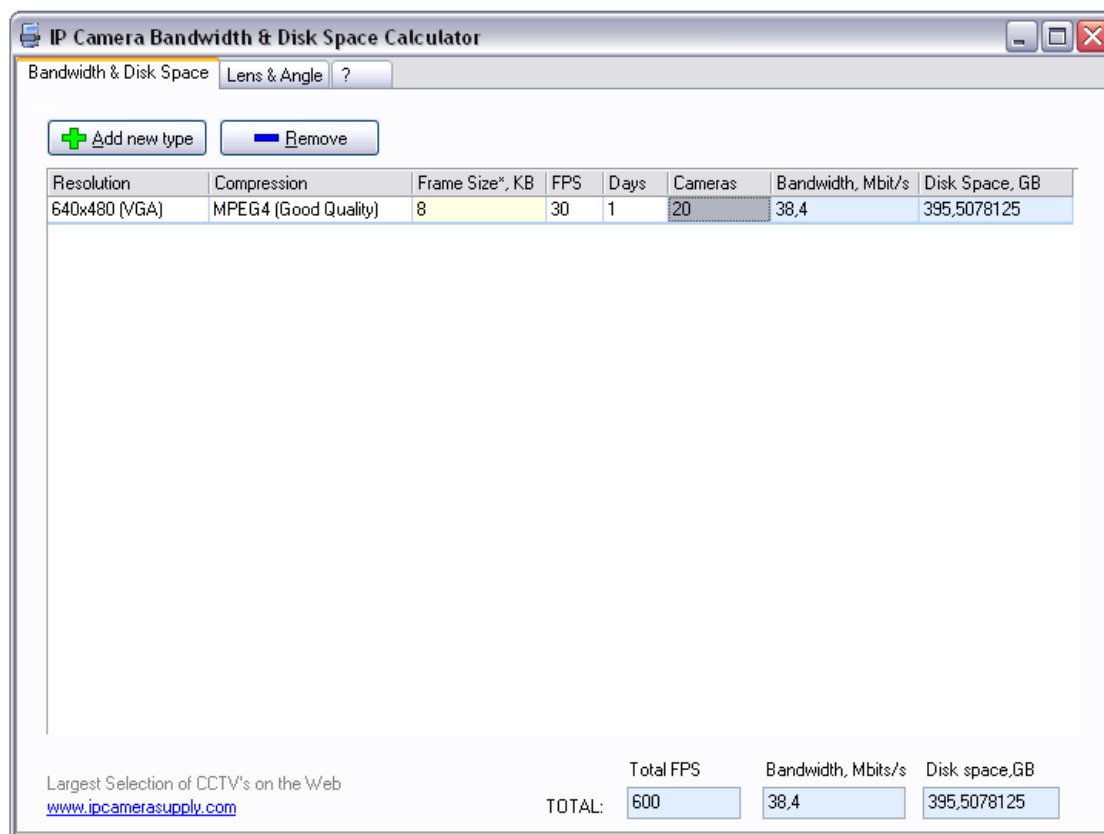 IP Camera Bandwidth & Disk Space Calculator
Bandwidth & Disk Space Lens & Angle ?
Add new type Remove
Resolution Compression Frame Size*, KB FPS Days Cameras Bandwidth, Mbit/s Disk Space, GB
640x480 (VGA) MPEG4 (Good Quality) 8 30 1 20 38,4 395,5078125
Total FPS Bandwidth, Mbits/s Disk space,GB
Largest Selection of CCTV's on the Web
www.ipcamerasupply.com
TOTAL: 600 38,4 395,5078125